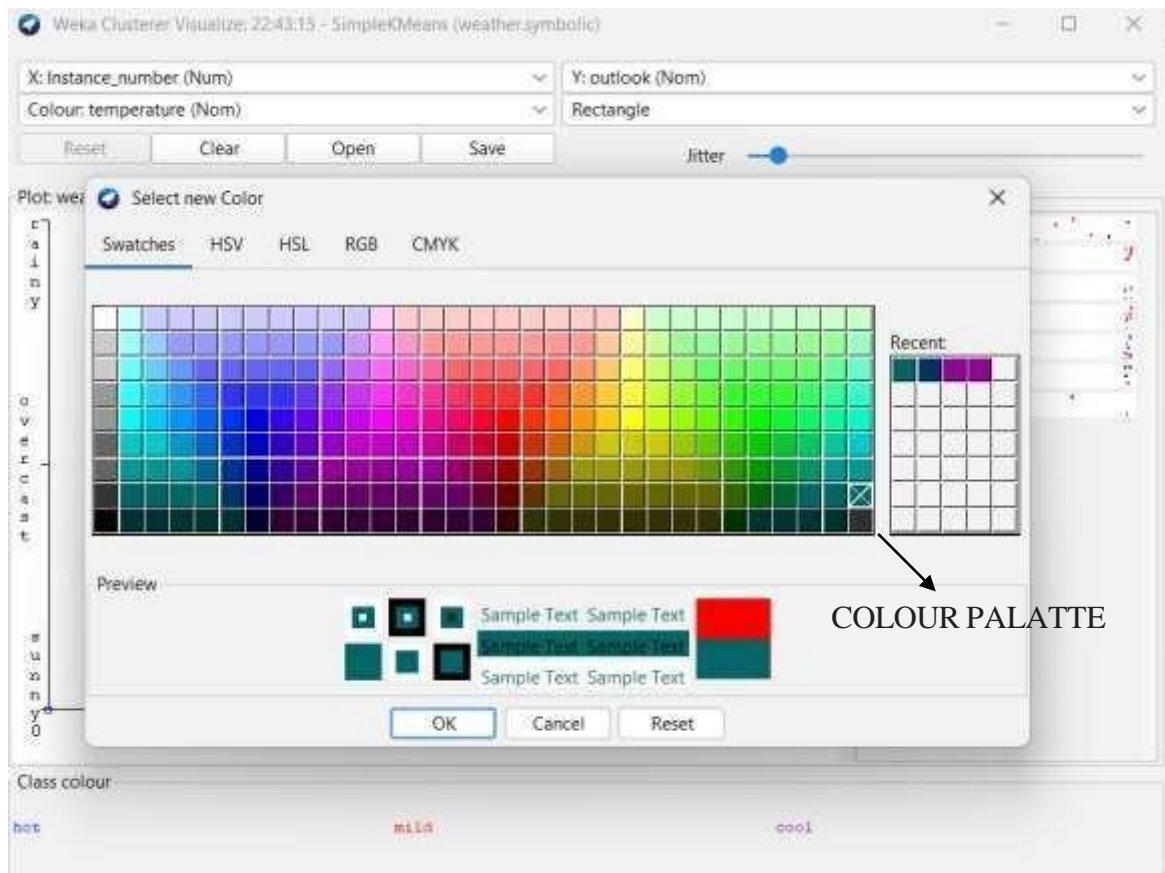 Weka Clusterer Visualize: 22:43:15 - SimpleKMeans (weather.symbolic)
X: Instance_number (Num)
Y: outlook (Nom)
Colour: temperature (Nom)
Rectangle
Reset
Clear
Open
Save
Jitter
Plot: wea
Select new Color
Swatches
HSV
HSL
RGB
CMYK
rainy
overcast
sunny
0
Recent:
COLOUR PALATTE
Preview
Sample Text Sample Text
Sample Text Sample Text
Sample Text Sample Text
OK
Cancel
Reset
Class colour
hot
mild
cool